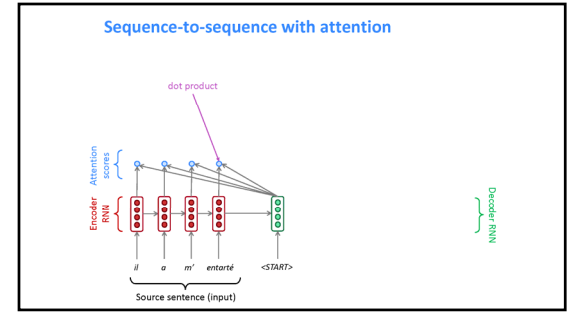 Sequence-to-sequence with attention
dot product
Attention
scores
Encoder
RNN
Decoder RNN
il a m' entarté <START>
Source sentence (input)